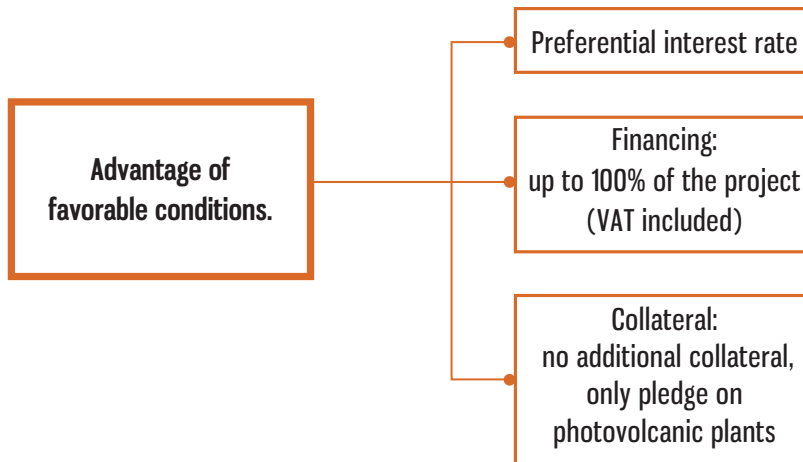 Advantage of
favorable conditions.
Preferential interest rate
Financing:
up to 100% of the project
(VAT included)
Collateral:
no additional collateral,
only pledge on
photovolcanic plants